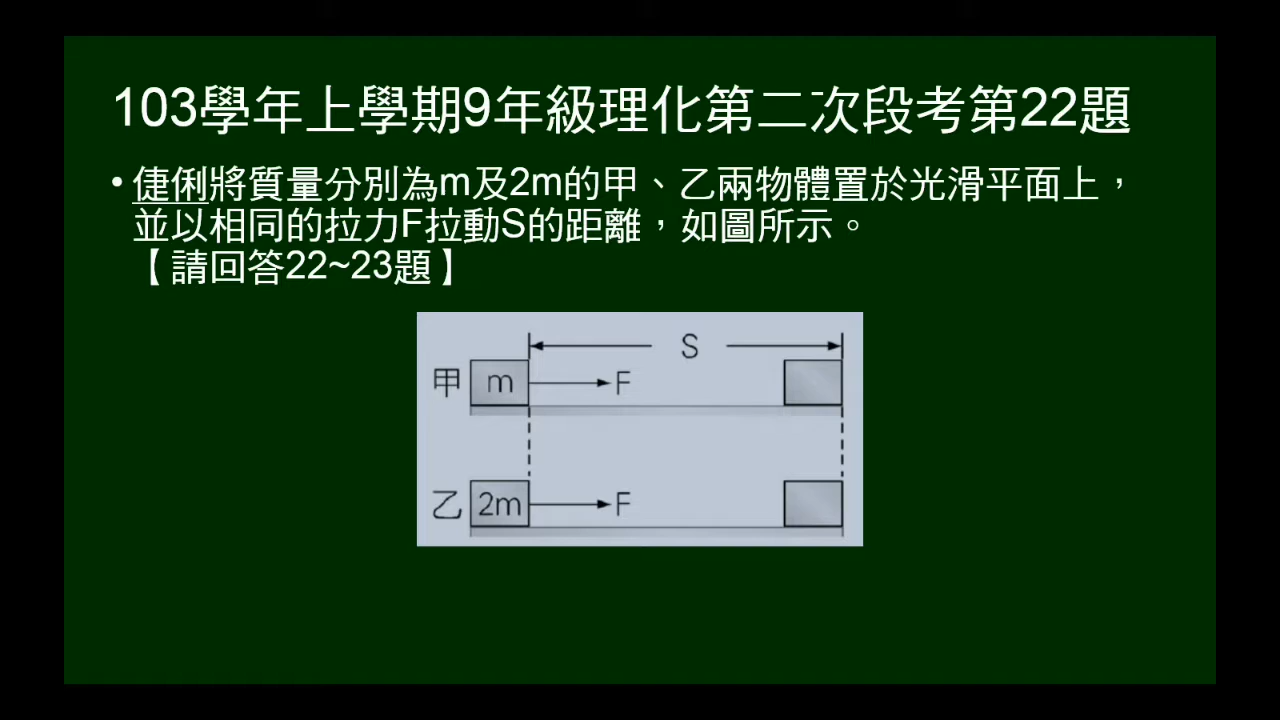 103學年上學期9年級理化第二次段考第22題
• 倢俐將質量分別為m及2m的甲、乙兩物體置於光滑平面上，
並以相同的拉力F拉動S的距離，如圖所示。
【請回答22~23題】
S
甲 m F
乙 2m F